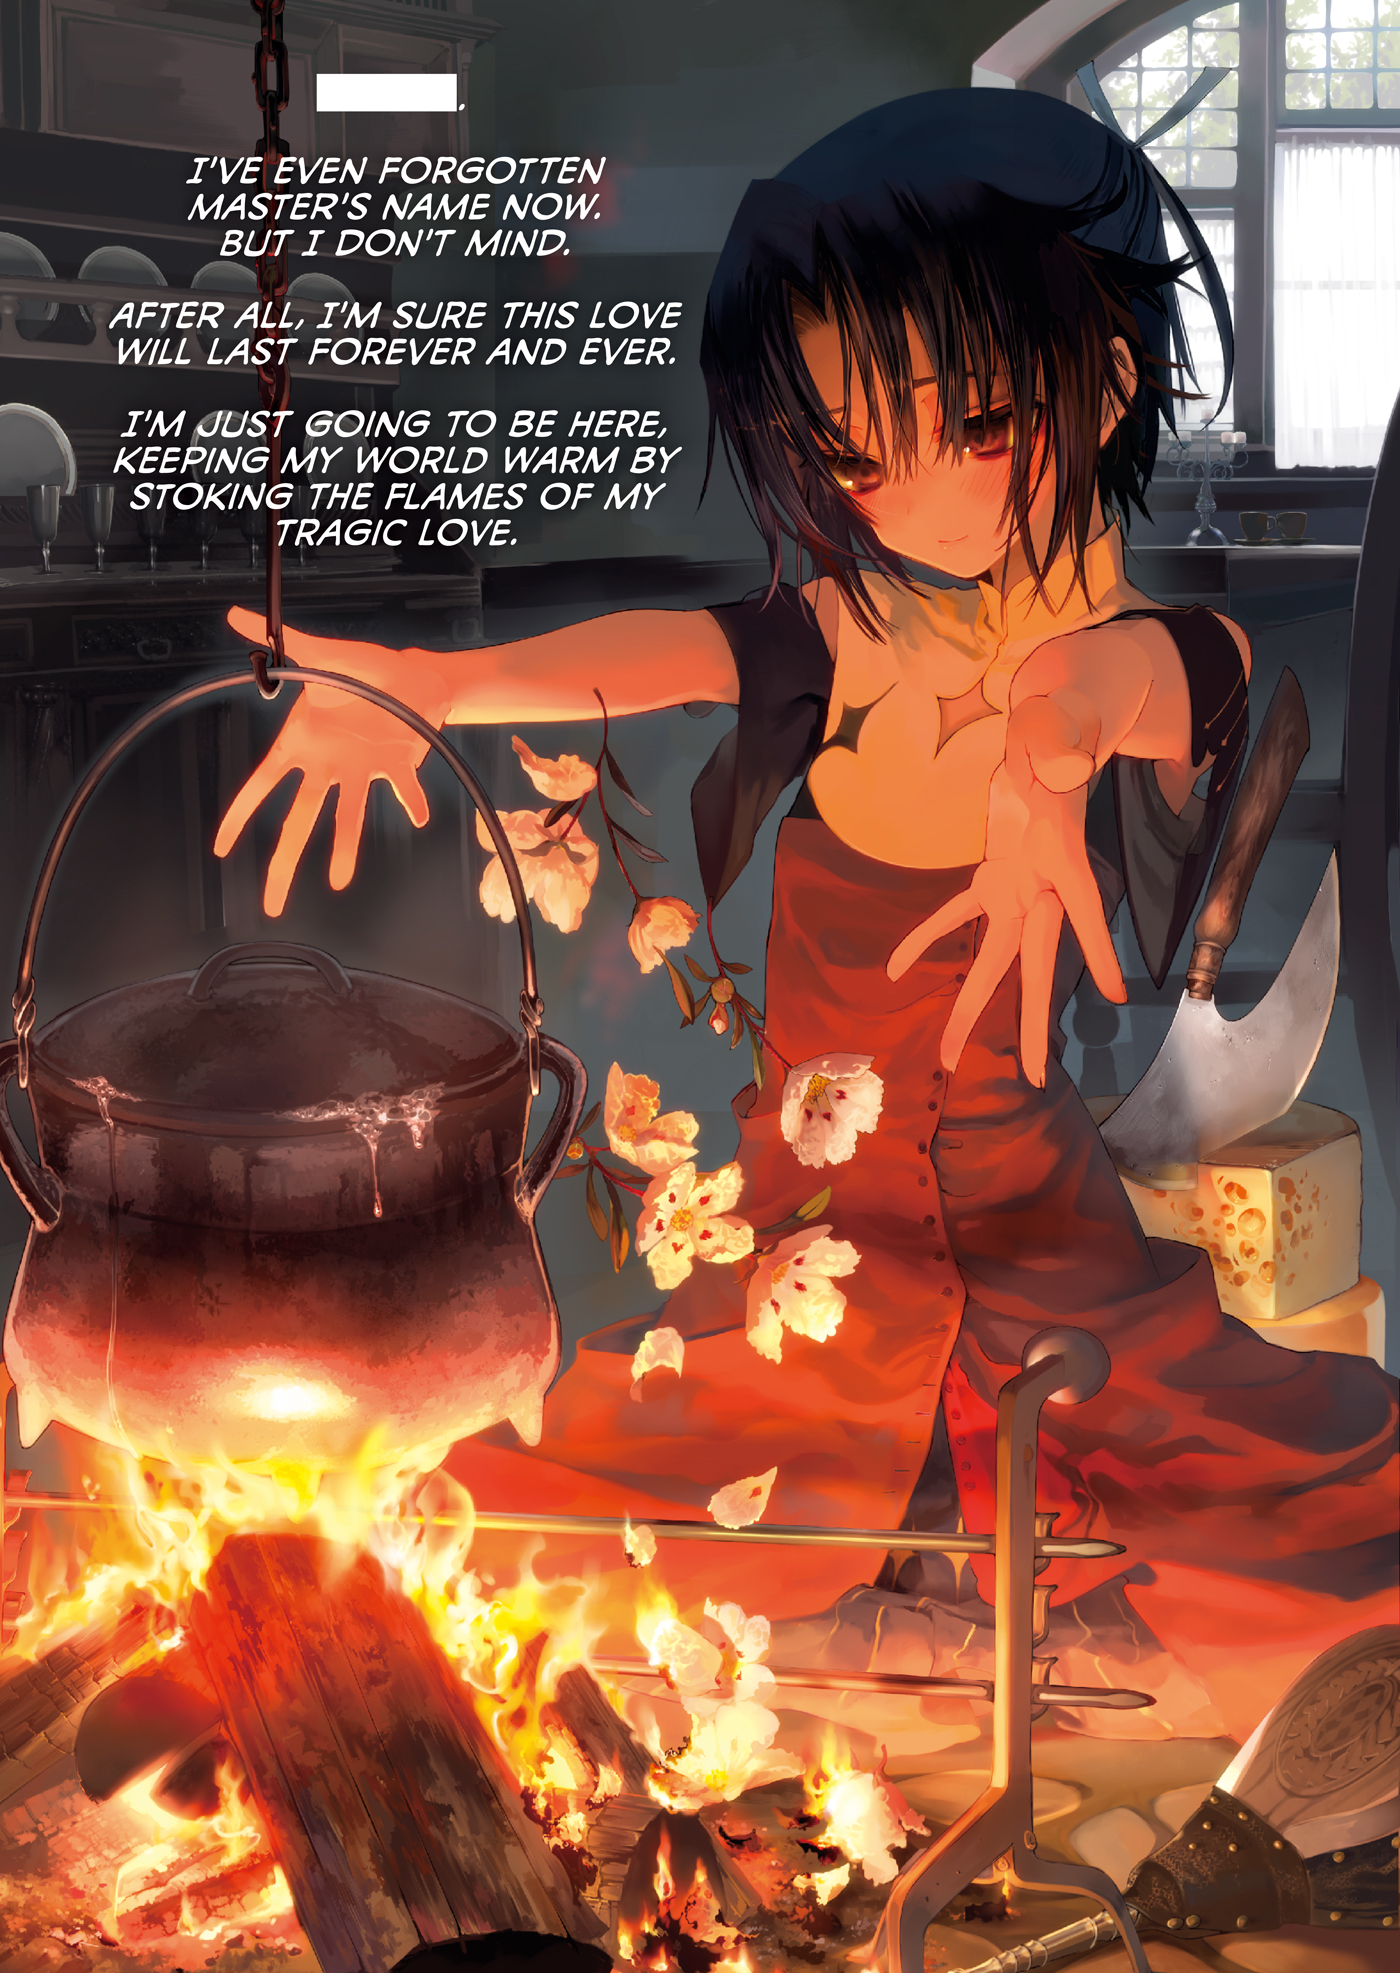 .
I'VE EVEN FORGOTTEN
MASTER'S NAME NOW.
BUT I DON'T MIND.
AFTER ALL, I'M SURE THIS LOVE
WILL LAST FOREVER AND EVER.
I'M JUST GOING TO BE HERE,
KEEPING MY WORLD WARM BY
STOKING THE FLAMES OF MY
TRAGIC LOVE.